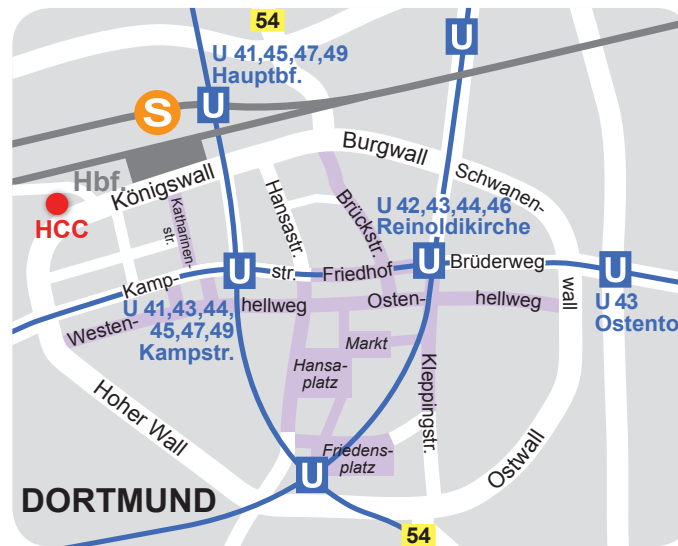 54
U 41,45,47,49
Hauptbf.
U
U
S
Burgwall
Hbf.
Königswall
HCC
Schwanen-
wall
Katharinen-
str.
Hansastr.
Brückstr.
U 42,43,44,46
Reinoldikirche
U
U
U
Kamp-
str.
Friedhof
Brüderweg
U 41,43,44,
45,47,49
Kampstr.
U 43
Ostento
Westen-
hellweg
Osten-
hellweg
Markt
Hansa-
platz
Kleppingstr.
Hoher Wall
Friedens-
platz
Ostwall
U
DORTMUND
54